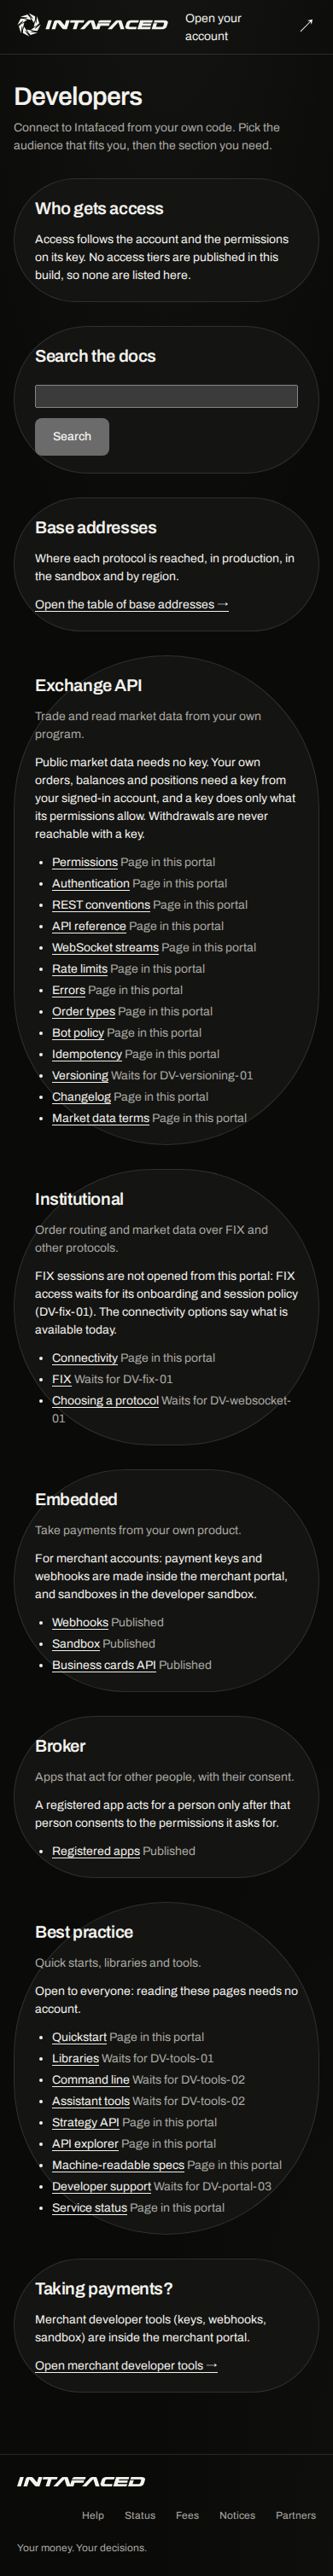 INTAFACED
Open your
account
Developers
Connect to Intafaced from your own code. Pick the
audience that fits you, then the section you need.
Who gets access
Access follows the account and the permissions
on its key. No access tiers are published in this
build, so none are listed here.
Search the docs
Search
Base addresses
Where each protocol is reached, in production, in
the sandbox and by region.
Open the table of base addresses →
Exchange API
Trade and read market data from your own
program.
Public market data needs no key. Your own
orders, balances and positions need a key from
your signed-in account, and a key does only what
its permissions allow. Withdrawals are never
reachable with a key.
• Permissions Page in this portal
• Authentication Page in this portal
• REST conventions Page in this portal
• API reference Page in this portal
• WebSocket streams Page in this portal
• Rate limits Page in this portal
• Errors Page in this portal
• Order types Page in this portal
• Bot policy Page in this portal
• Idempotency Page in this portal
• Versioning Waits for DV-versioning-01
• Changelog Page in this portal
• Market data terms Page in this portal
Institutional
Order routing and market data over FIX and
other protocols.
FIX sessions are not opened from this portal: FIX
access waits for its onboarding and session policy
(DV-fix-01). The connectivity options say what is
available today.
• Connectivity Page in this portal
• FIX Waits for DV-fix-01
• Choosing a protocol Waits for DV-websocket-
01
Embedded
Take payments from your own product.
For merchant accounts: payment keys and
webhooks are made inside the merchant portal,
and sandboxes in the developer sandbox.
• Webhooks Published
• Sandbox Published
• Business cards API Published
Broker
Apps that act for other people, with their consent.
A registered app acts for a person only after that
person consents to the permissions it asks for.
• Registered apps Published
Best practice
Quick starts, libraries and tools.
Open to everyone: reading these pages needs no
account.
• Quickstart Page in this portal
• Libraries Waits for DV-tools-01
• Command line Waits for DV-tools-02
• Assistant tools Waits for DV-tools-02
• Strategy API Page in this portal
• API explorer Page in this portal
• Machine-readable specs Page in this portal
• Developer support Waits for DV-portal-03
• Service status Page in this portal
Taking payments?
Merchant developer tools (keys, webhooks,
sandbox) are inside the merchant portal.
Open merchant developer tools →
INTAFACED
Help Status Fees Notices Partners
Your money. Your decisions.